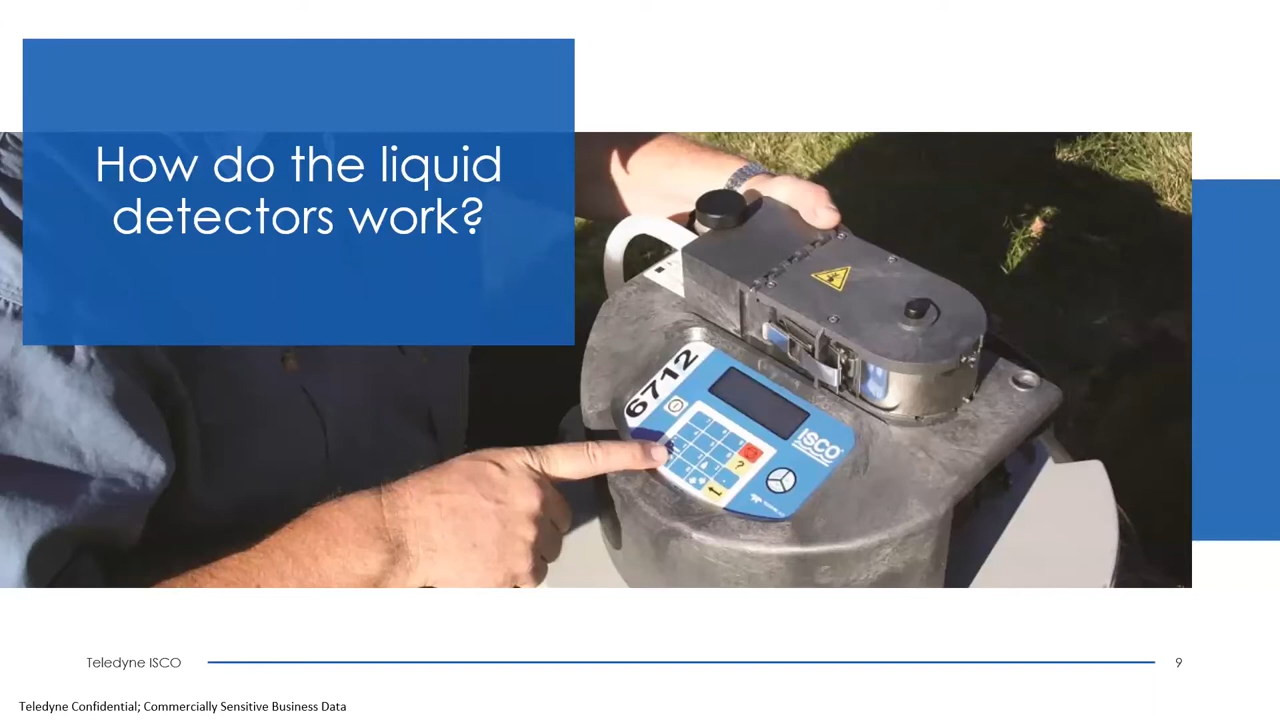 How do the liquid
detectors work?
6712
ISCO
?
Teledyne ISCO
9
Teledyne Confidential; Commercially Sensitive Business Data